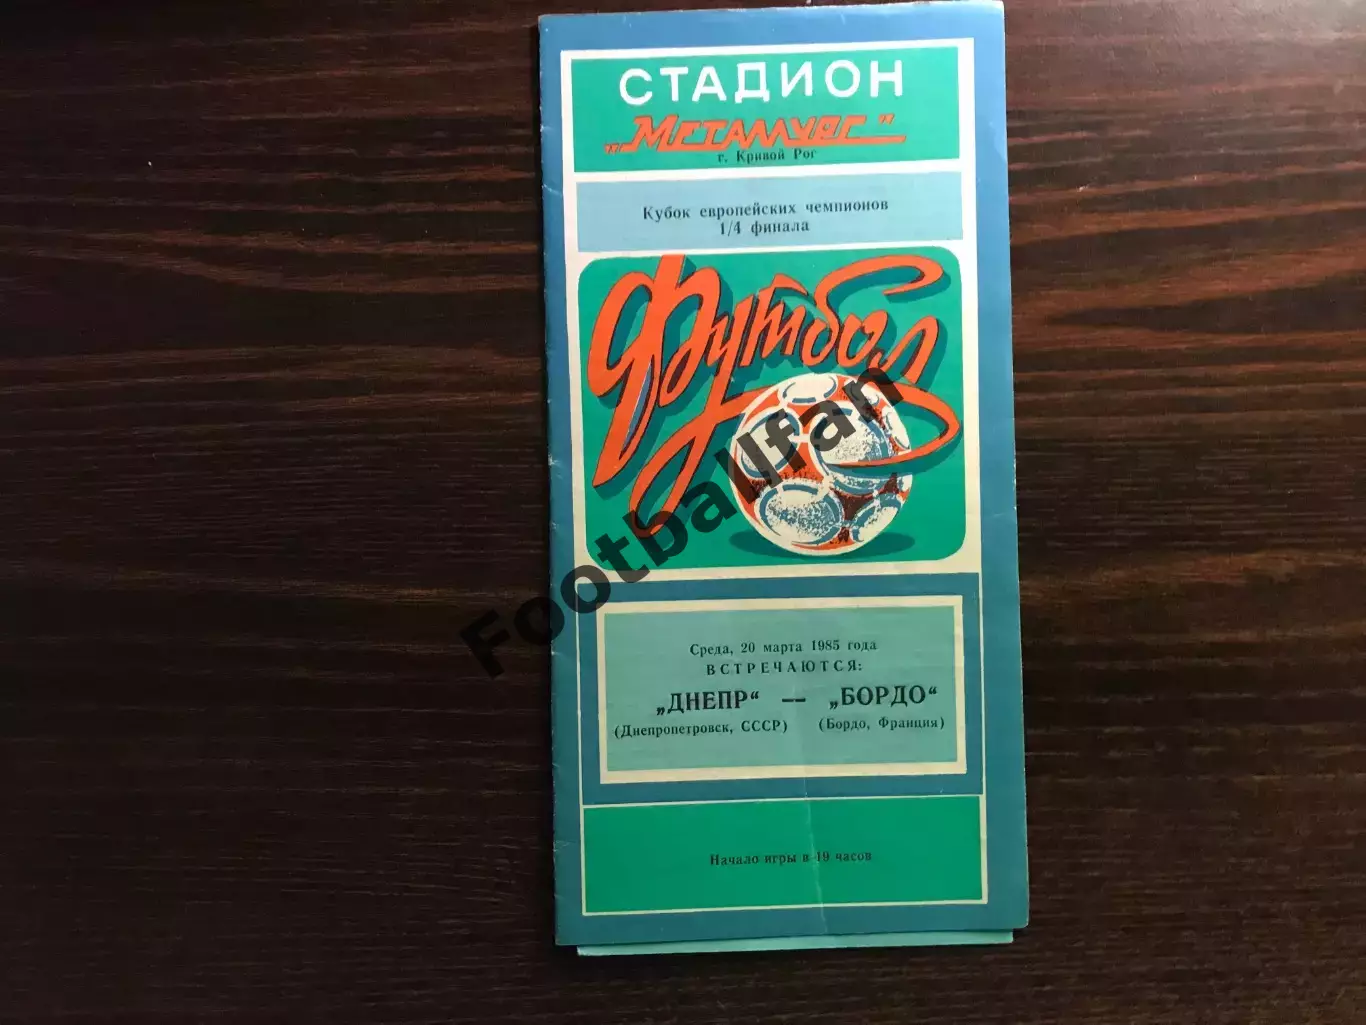 СТАДИОН
„Металлург"
г. Кривой Рог
Кубок европейских чемпионов
1/4 финала
Футбол
Footballfan
Среда, 20 марта 1985 года
ВСТРЕЧАЮТСЯ:
„ДНЕПР" — „БОРДО"
(Днепропетровск, СССР) (Бордо, Франция)
Начало игры в 19 часов